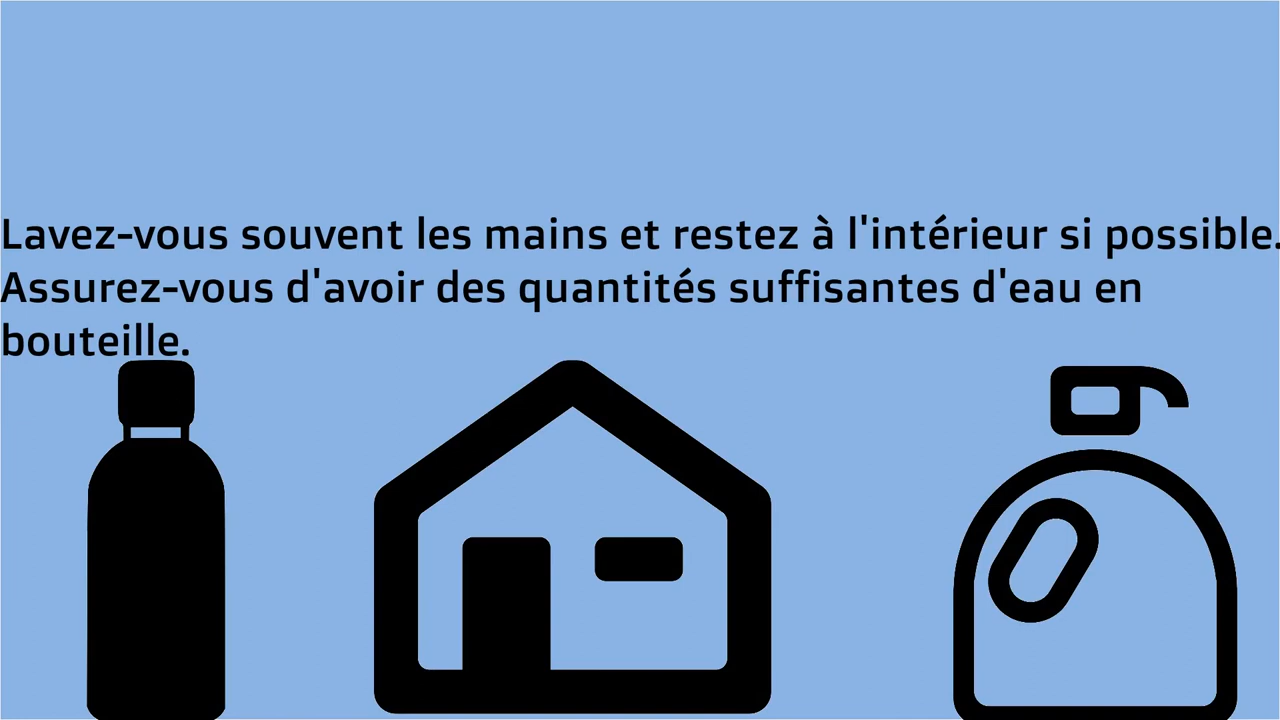 Lavez-vous souvent les mains et restez à l'intérieur si possible.
Assurez-vous d'avoir des quantités suffisantes d'eau en
bouteille.